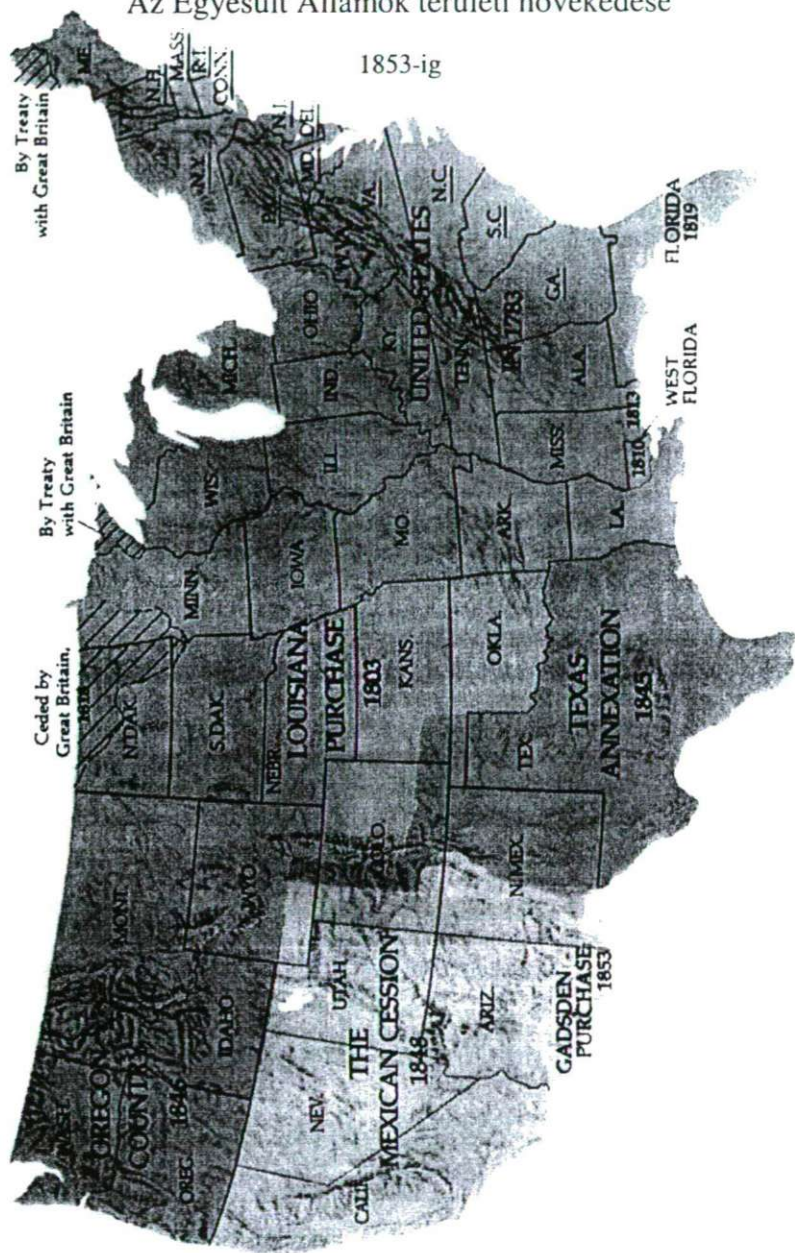 Az Egyesült Államok területi növekedése
1853-ig
By Treaty
with Great Britain
By Treaty
with Great Britain
Ceded by
Great Britain,
ME.
N.H.
MASS.
R.I.
CONN.
N.Y.
N.J.
DEL.
MD.
PA.
VA.
W.VA.
N.C.
S.C.
GA.
FLORIDA
1819
OHIO
KY.
UNITED STATES
TENN.
IN 1783
ALA.
MICH.
IND.
ILL.
MISS.
1810
1813
WEST
FLORIDA
WIS.
MINN.
IOWA
MO.
ARK.
LA.
N.DAK.
S.DAK.
NEBR.
LOUISIANA
PURCHASE
1803
KANS.
OKLA.
TEX.
TEXAS
ANNEXATION
1845
MONT.
WYO.
COLO.
N.MEX.
WASH.
OREGON
COUNTRY
1846
OREG.
IDAHO
NEV.
UTAH
THE
MEXICAN CESSION
1848
CALIF.
ARIZ.
GADSDEN
PURCHASE
1853